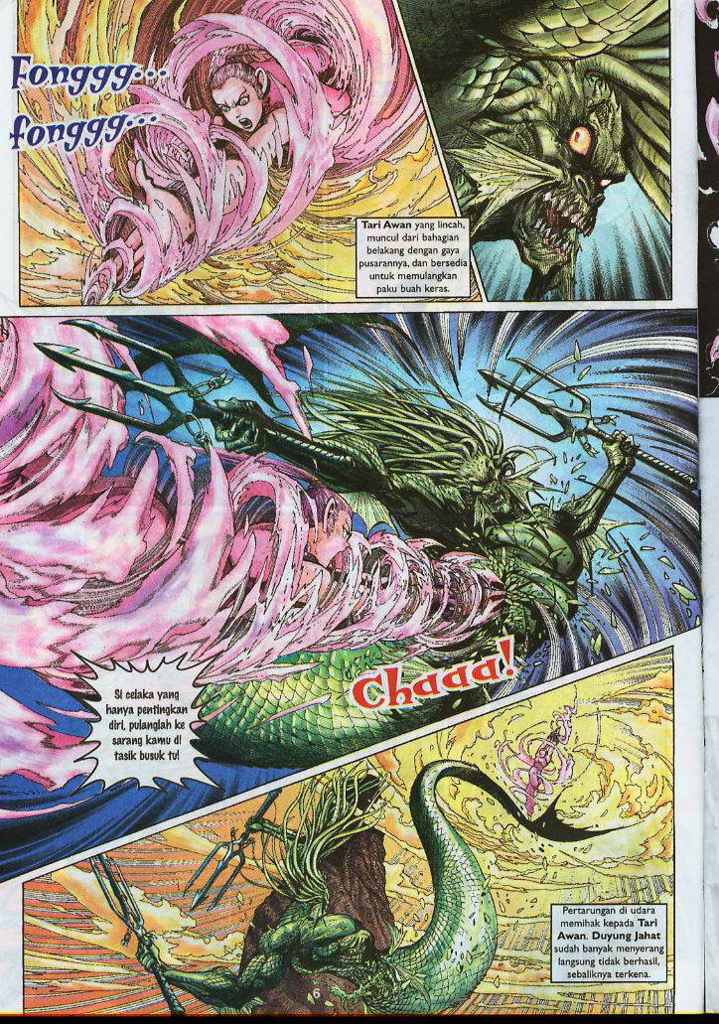 Fonggg...
fonggg...
Tari Awan yang lincah,
muncul dari bahagian
belakang dengan gaya
pusarannya, dan bersedia
untuk memulangkan
paku buah keras.
Chaaa!
Si celaka yang
hanya pentingkan
diri, pulanglah ke
sarang kamu di
tasik busuk tu!
Pertarungan di udara
memihak kepada Tari
Awan. Duyung Jahat
sudah banyak menyerang
langsung tidak berhasil,
sebaliknya terkena.
6